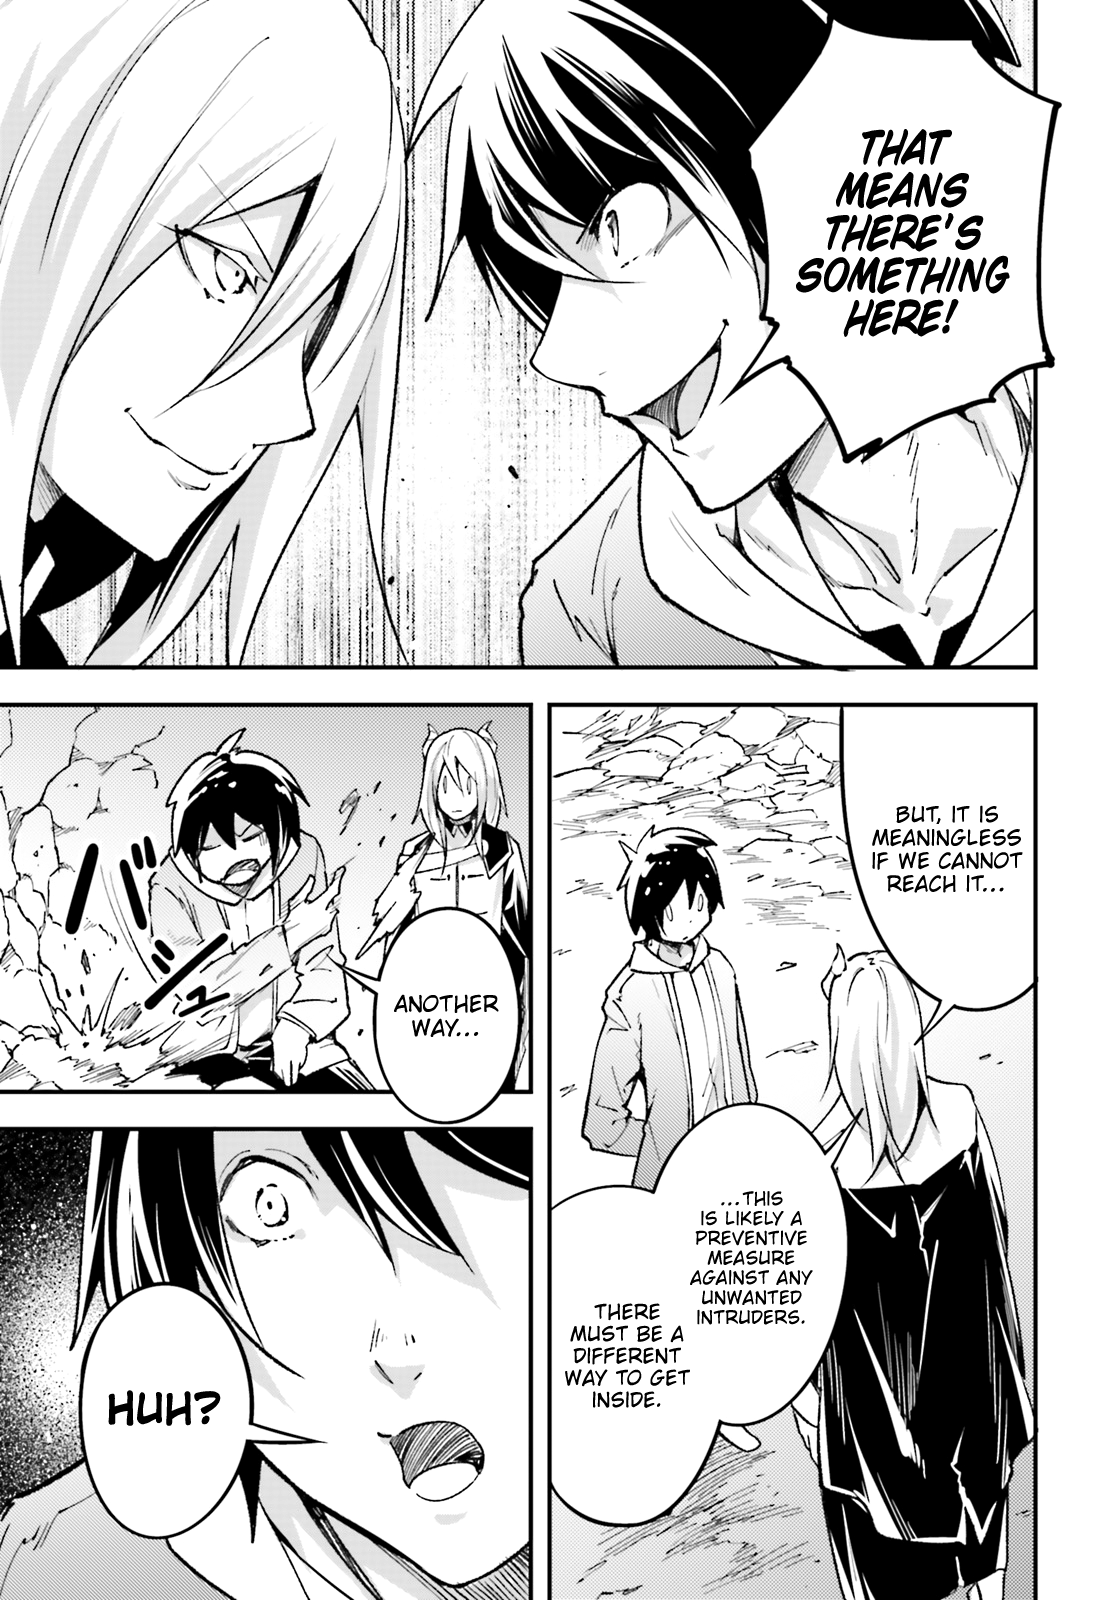 THAT
MEANS
THERE'S
SOMETHING
HERE!
BUT, IT IS
MEANINGLESS
IF WE CANNOT
REACH IT...
...THIS
IS LIKELY A
PREVENTIVE
MEASURE
AGAINST ANY
UNWANTED
INTRUDERS.
THERE
MUST BE A
DIFFERENT
WAY TO GET
INSIDE.
ANOTHER
WAY...
HUH?